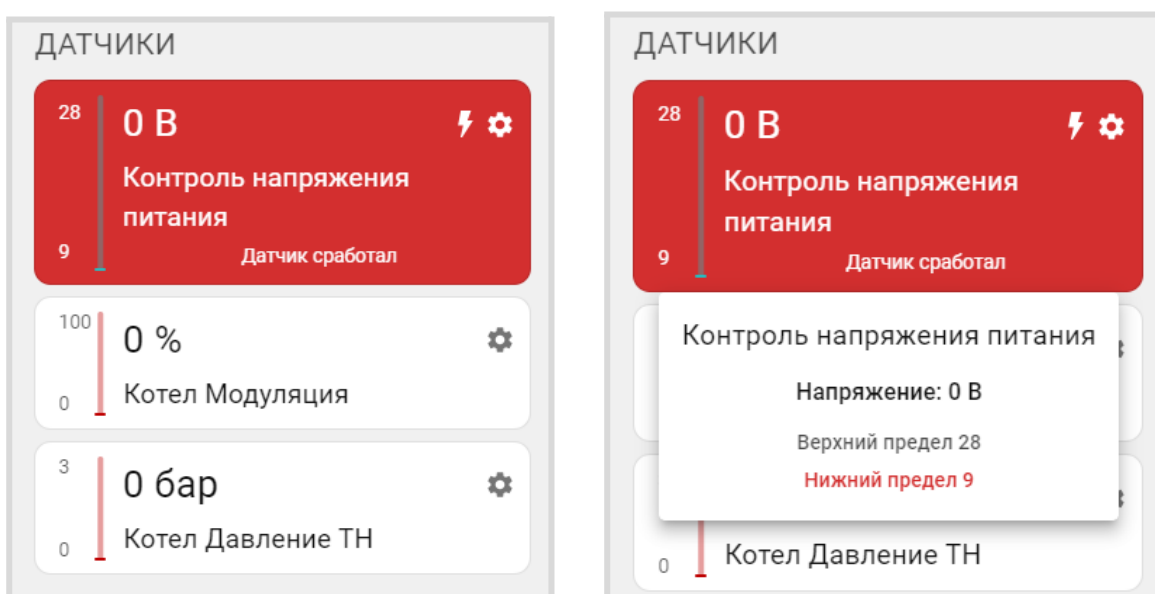 ДАТЧИКИ
28
0 В
Контроль напряжения
питания
9
Датчик сработал
100
0 %
0
Котел Модуляция
3
0 бар
0
Котел Давление ТН
ДАТЧИКИ
28
0 В
Контроль напряжения
питания
9
Датчик сработал
Контроль напряжения питания
Напряжение: 0 В
Верхний предел 28
Нижний предел 9
0
Котел Давление ТН